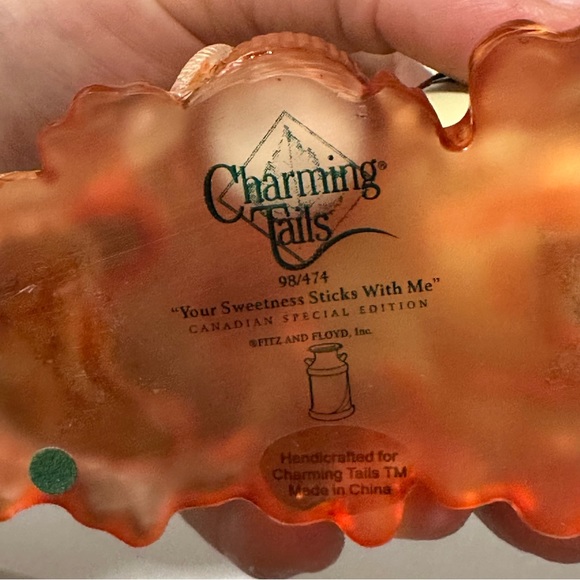 Charming®
Tails
98/474
"Your Sweetness Sticks With Me"
CANADIAN SPECIAL EDITION
®FITZ AND FLOYD, Inc.
Handicrafted for
Charming Tails TM
Made in China